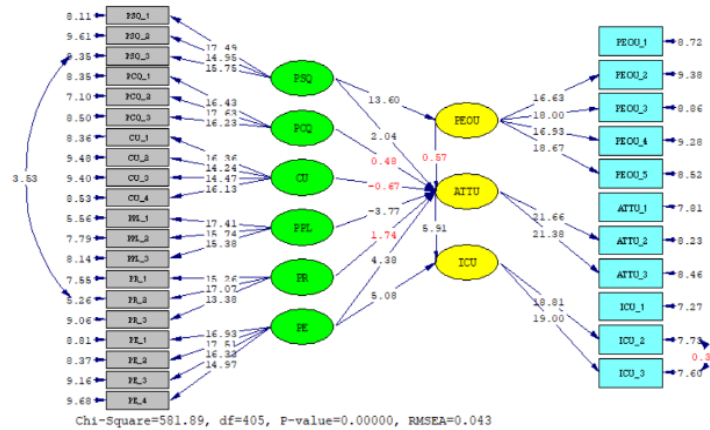 8.11 PSQ_1
9.61 PSQ_2
PSQ_3
8.35 PCQ_1
7.10 PCQ_2
8.50 PCQ_3
8.36 CU_1
9.48 CU_2
9.40 CU_3
8.53 CU_4
5.56 PPL_1
7.79 PPL_2
8.14 PPL_3
7.55 PR_1
5.26 PR_2
9.06 PR_3
8.81 PE_1
8.37 PE_2
9.16 PE_3
9.68 PE_4
3.53
17.49
14.95
15.75
16.43
17.63
16.23
16.36
14.24
14.47
16.13
17.41
15.74
15.38
15.26
17.07
13.38
16.93
17.51
16.33
14.97
PSQ
PCQ
CU
PPL
PR
PE
13.60
2.04
0.48
-0.67
-3.77
1.74
4.38
5.08
0.57
5.91
PEOU
ATTU
ICU
16.63
18.00
16.93
18.67
21.66
21.38
18.81
19.00
PEOU_1 8.72
PEOU_2 9.38
PEOU_3 8.86
PEOU_4 9.28
PEOU_5 8.52
ATTU_1 7.81
ATTU_2 8.23
ATTU_3 8.46
ICU_1 7.27
ICU_2 7.73
ICU_3 7.60
0.3
Chi-Square=581.89, df=405, P-value=0.00000, RMSEA=0.043